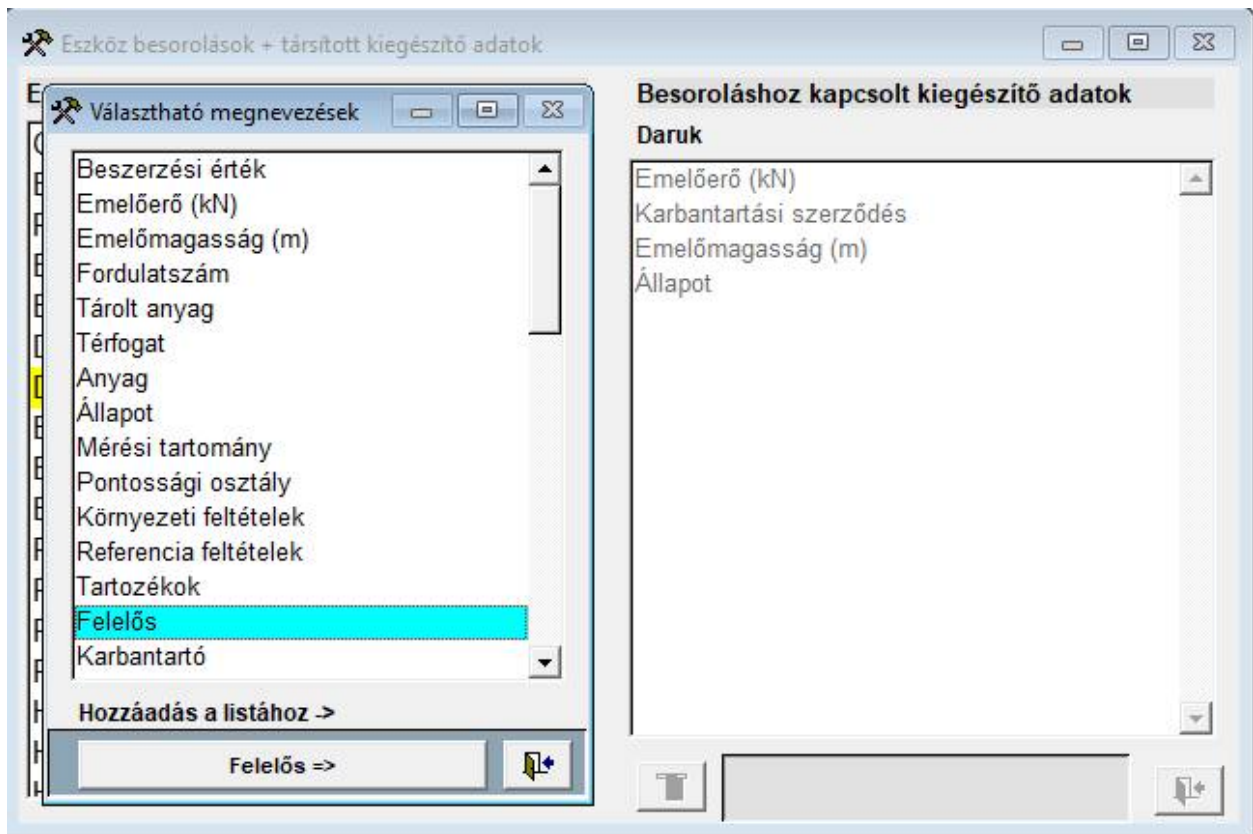 Eszköz besorolások + társított kiegészítő adatok
Választható megnevezések
Beszerzési érték
Emelőerő (kN)
Emelőmagasság (m)
Fordulatszám
Tárolt anyag
Térfogat
Anyag
Állapot
Mérési tartomány
Pontossági osztály
Környezeti feltételek
Referencia feltételek
Tartozékok
Felelős
Karbantartó
Hozzáadás a listához ->
Felelős =>
Besoroláshoz kapcsolt kiegészítő adatok
Daruk
Emelőerő (kN)
Karbantartási szerződés
Emelőmagasság (m)
Állapot